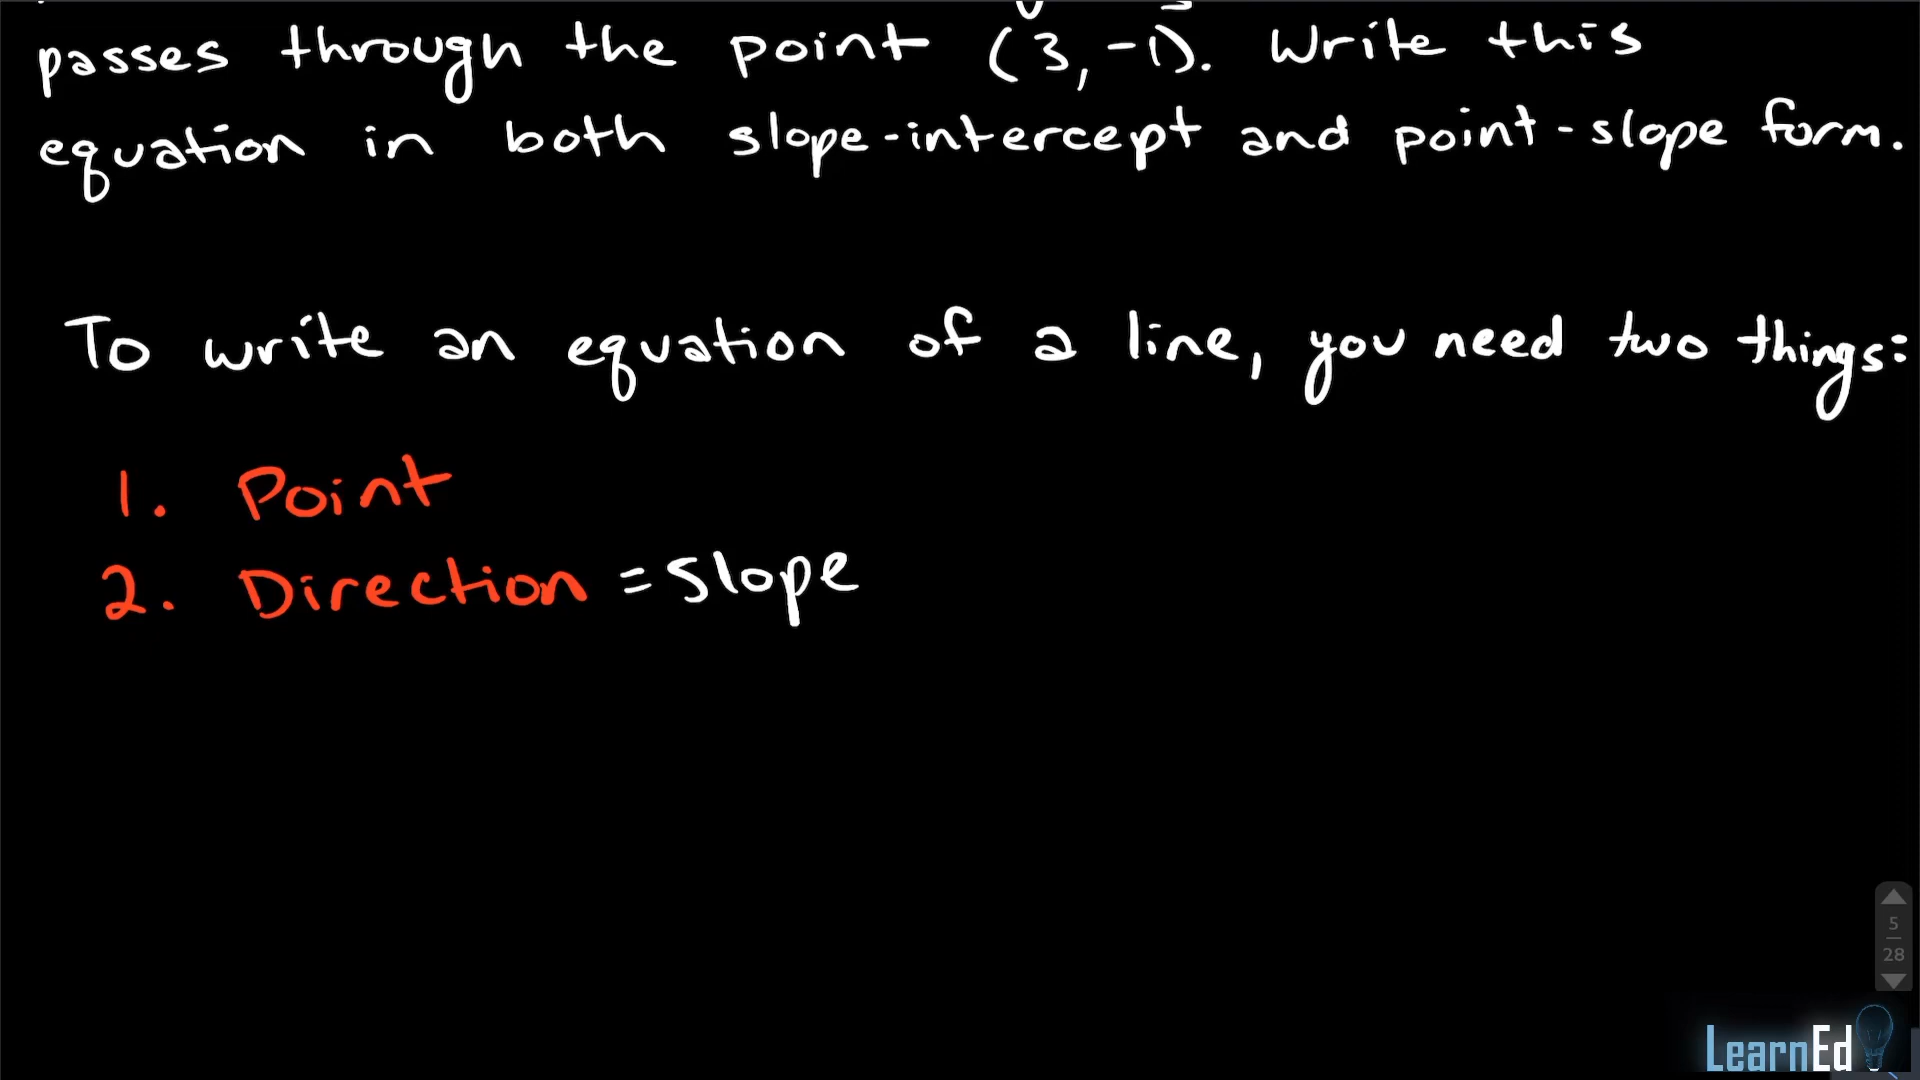 passes through the point (3, -1). Write this
equation in both slope-intercept and point-slope form.
To write an equation of a line, you need two things:
1. Point
2. Direction = slope
5
28
LearnEd